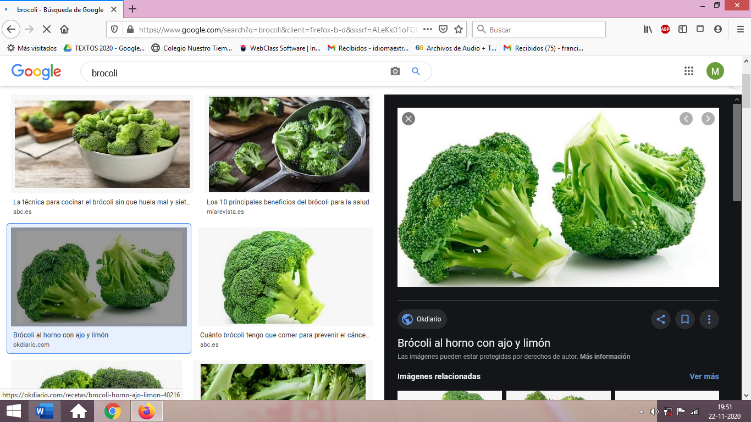 brocoli - Búsqueda de Google
https://www.google.com/search?q=brocoli&client=firefox-b-d&sxsrf=ALeKk01ofG
Buscar
Más visitados
TEXTOS 2020 - Google...
Colegio Nuestro Tiem...
WebClass Software | In...
Recibidos - idiomaextr...
Archivos de Audio + T...
Recibidos (75) - franci...
Google
brocoli
M
La técnica para cocinar el brócoli sin que huela mal y siet...
abc.es
Los 10 principales beneficios del brócoli para la salud
miarevista.es
Brócoli al horno con ajo y limón
okdiario.com
Cuánto brócoli tengo que comer para prevenir el cánce...
abc.es
Okdiario
Brócoli al horno con ajo y limón
Las imágenes pueden estar protegidas por derechos de autor. Más información
Imágenes relacionadas
Ver más
https://okdiario.com/recetas/brocoli-horno-ajo-limon-40216
19:51
22-11-2020